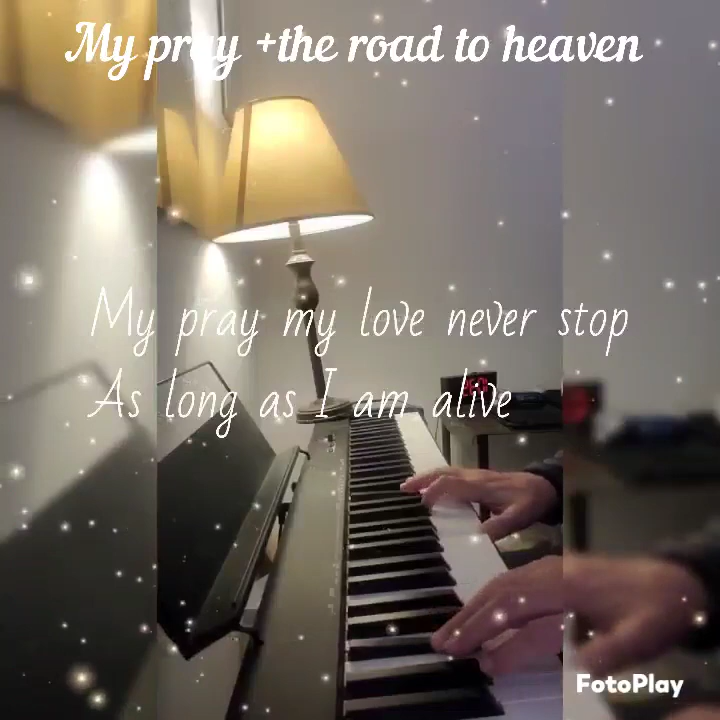 My pray +the road to heaven
My pray my love never stop
As long as I am alive
FotoPlay